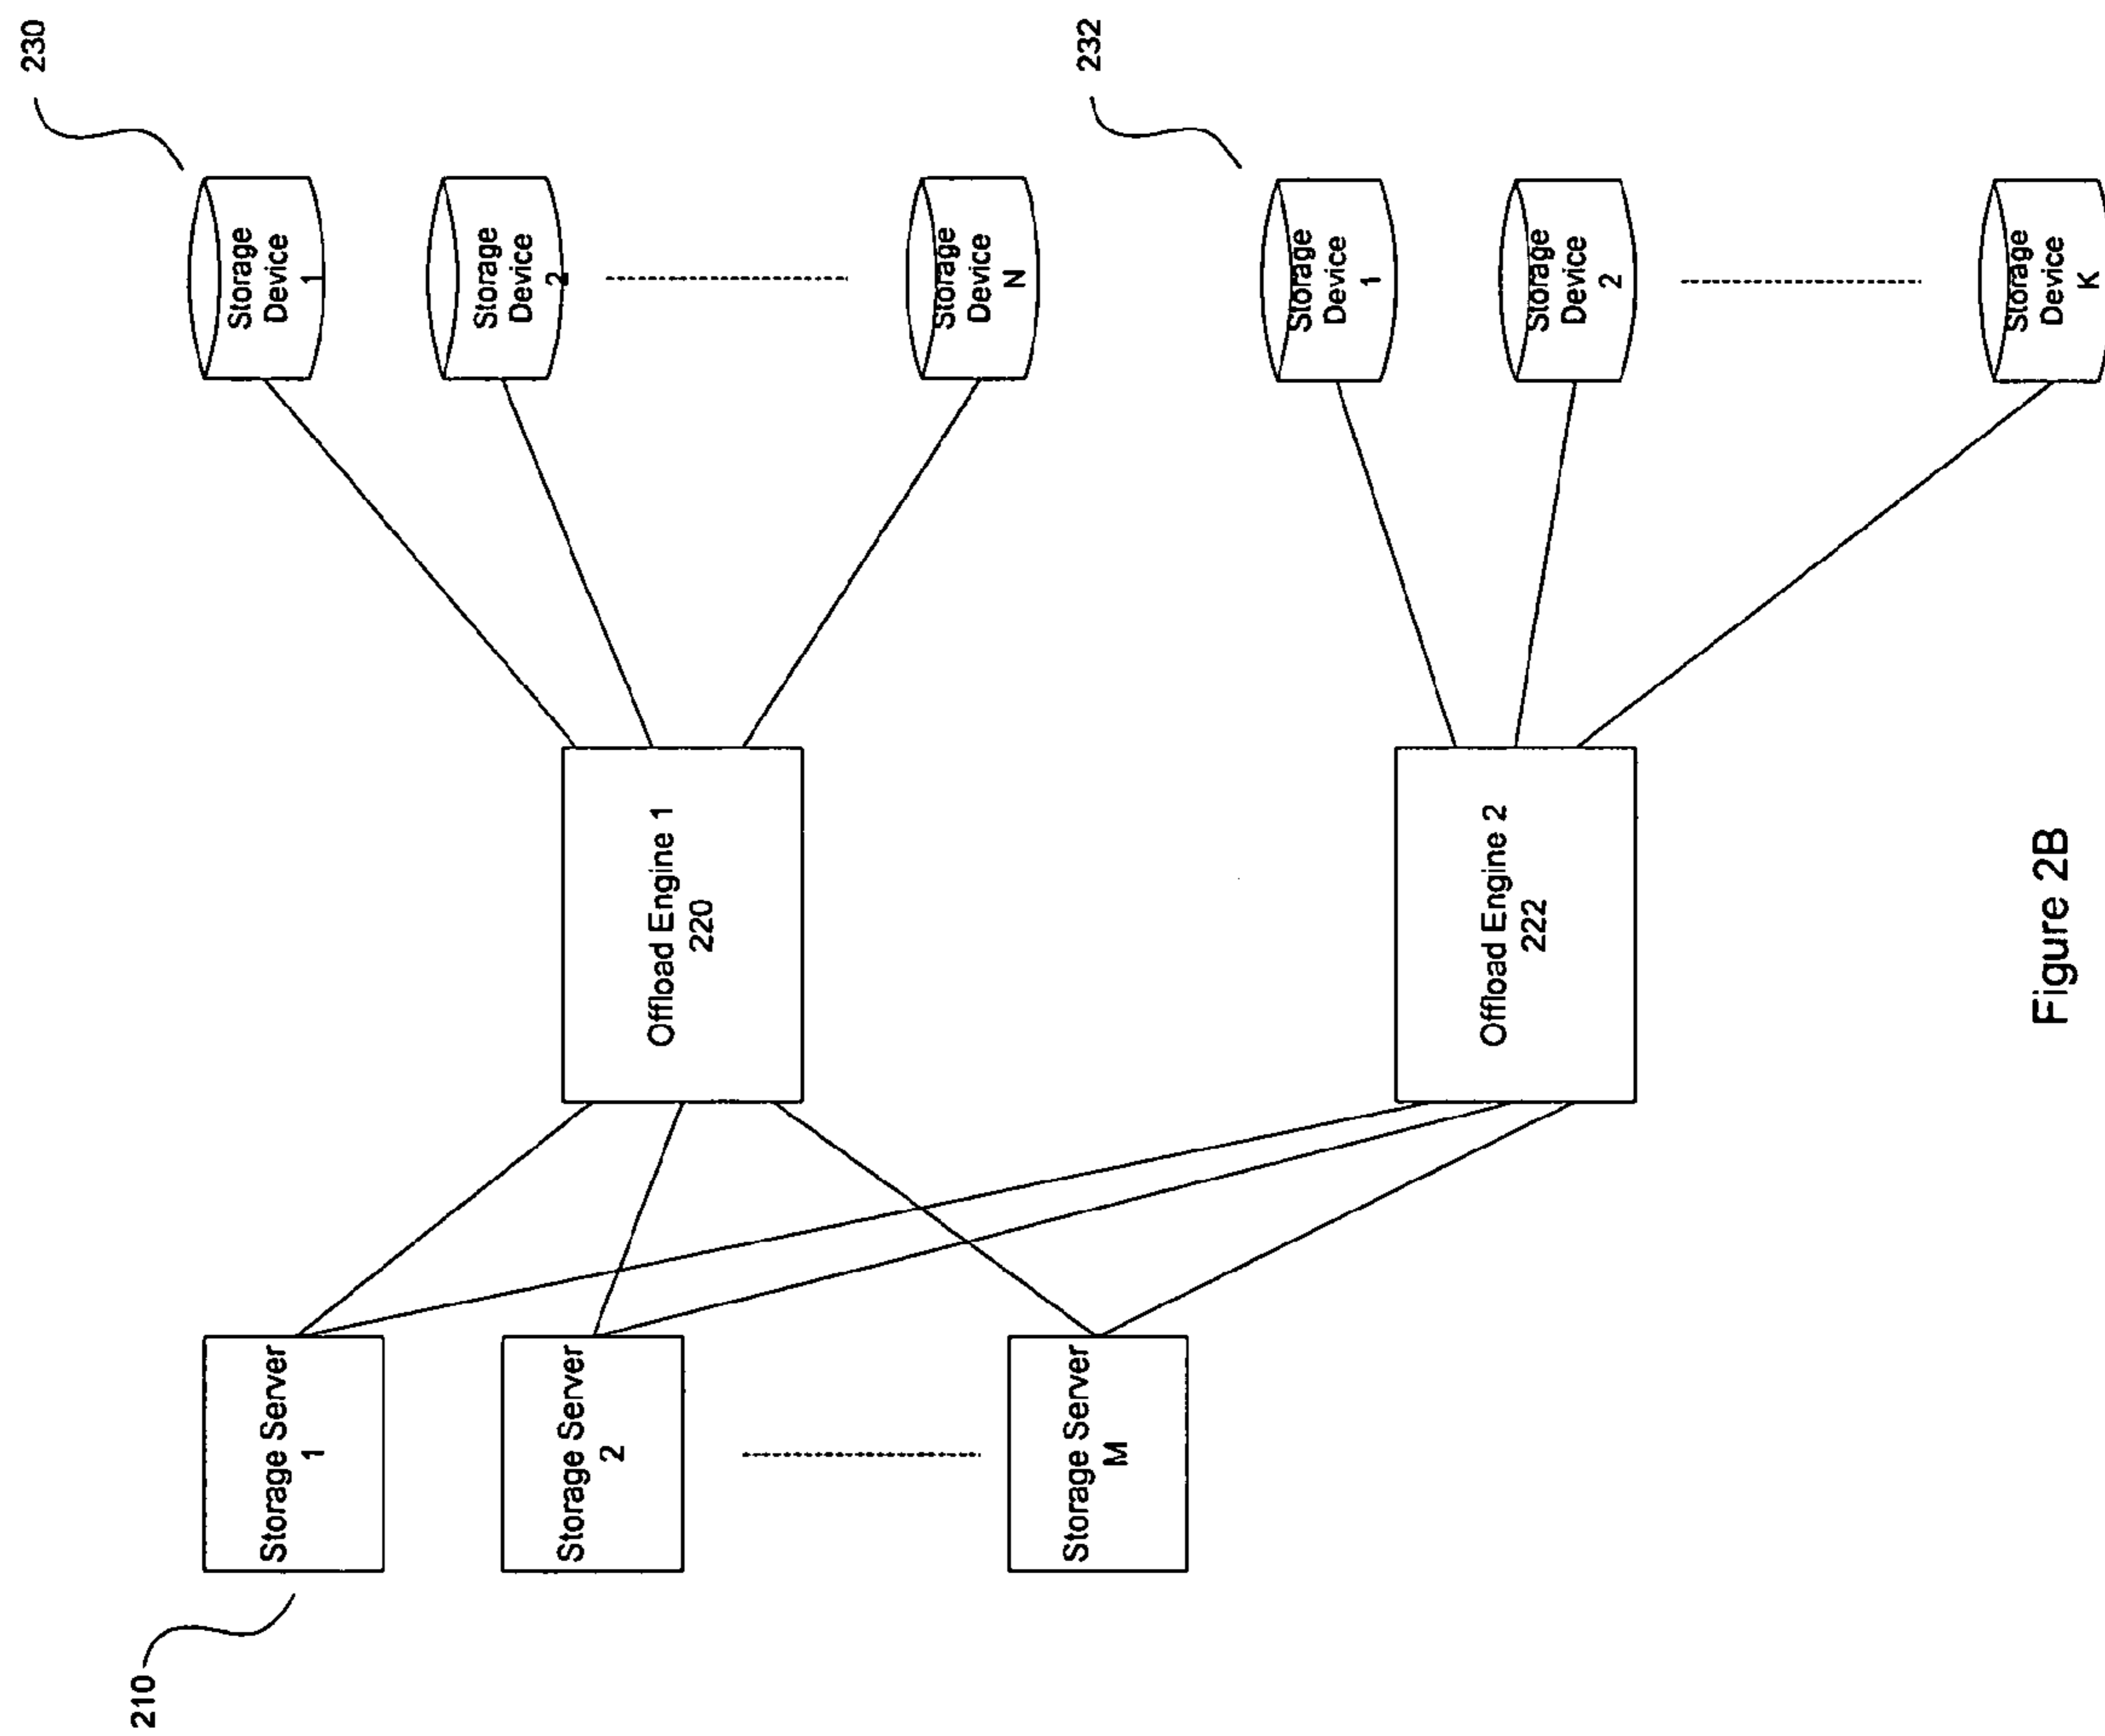 210
Storage Server
1
Storage Server
2
Storage Server
M
Offload Engine 1
220
Offload Engine 2
222
230
Storage
Device
1
Storage
Device
2
Storage
Device
N
232
Storage
Device
1
Storage
Device
2
Storage
Device
K
Figure 2B